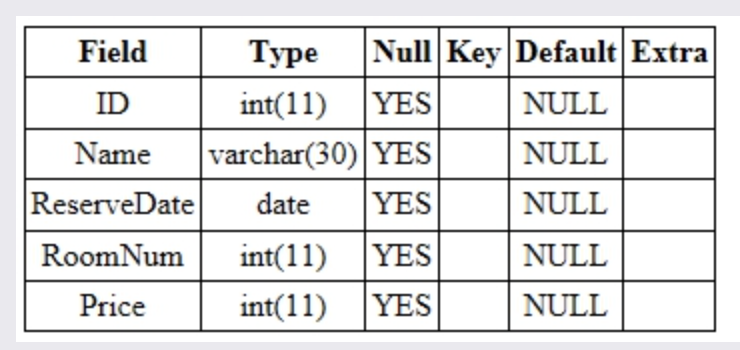 Field Type Null Key Default Extra
ID int(11) YES NULL
Name varchar(30) YES NULL
ReserveDate date YES NULL
RoomNum int(11) YES NULL
Price int(11) YES NULL